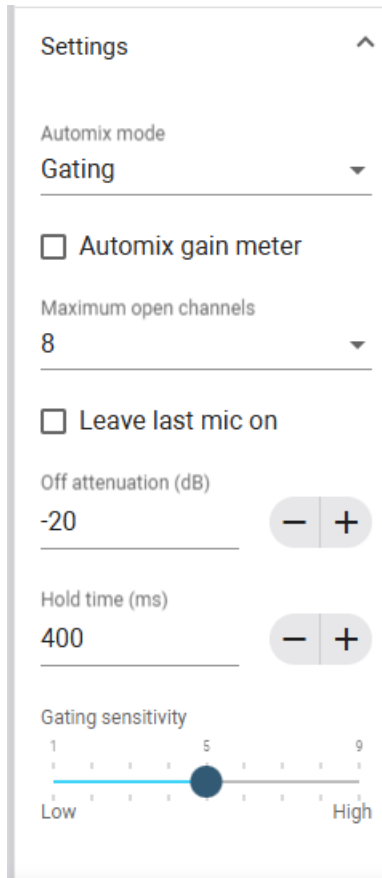 Settings
Automix mode
Gating
Automix gain meter
Maximum open channels
8
Leave last mic on
Off attenuation (dB)
-20
Hold time (ms)
400
Gating sensitivity
1 5 9
Low High